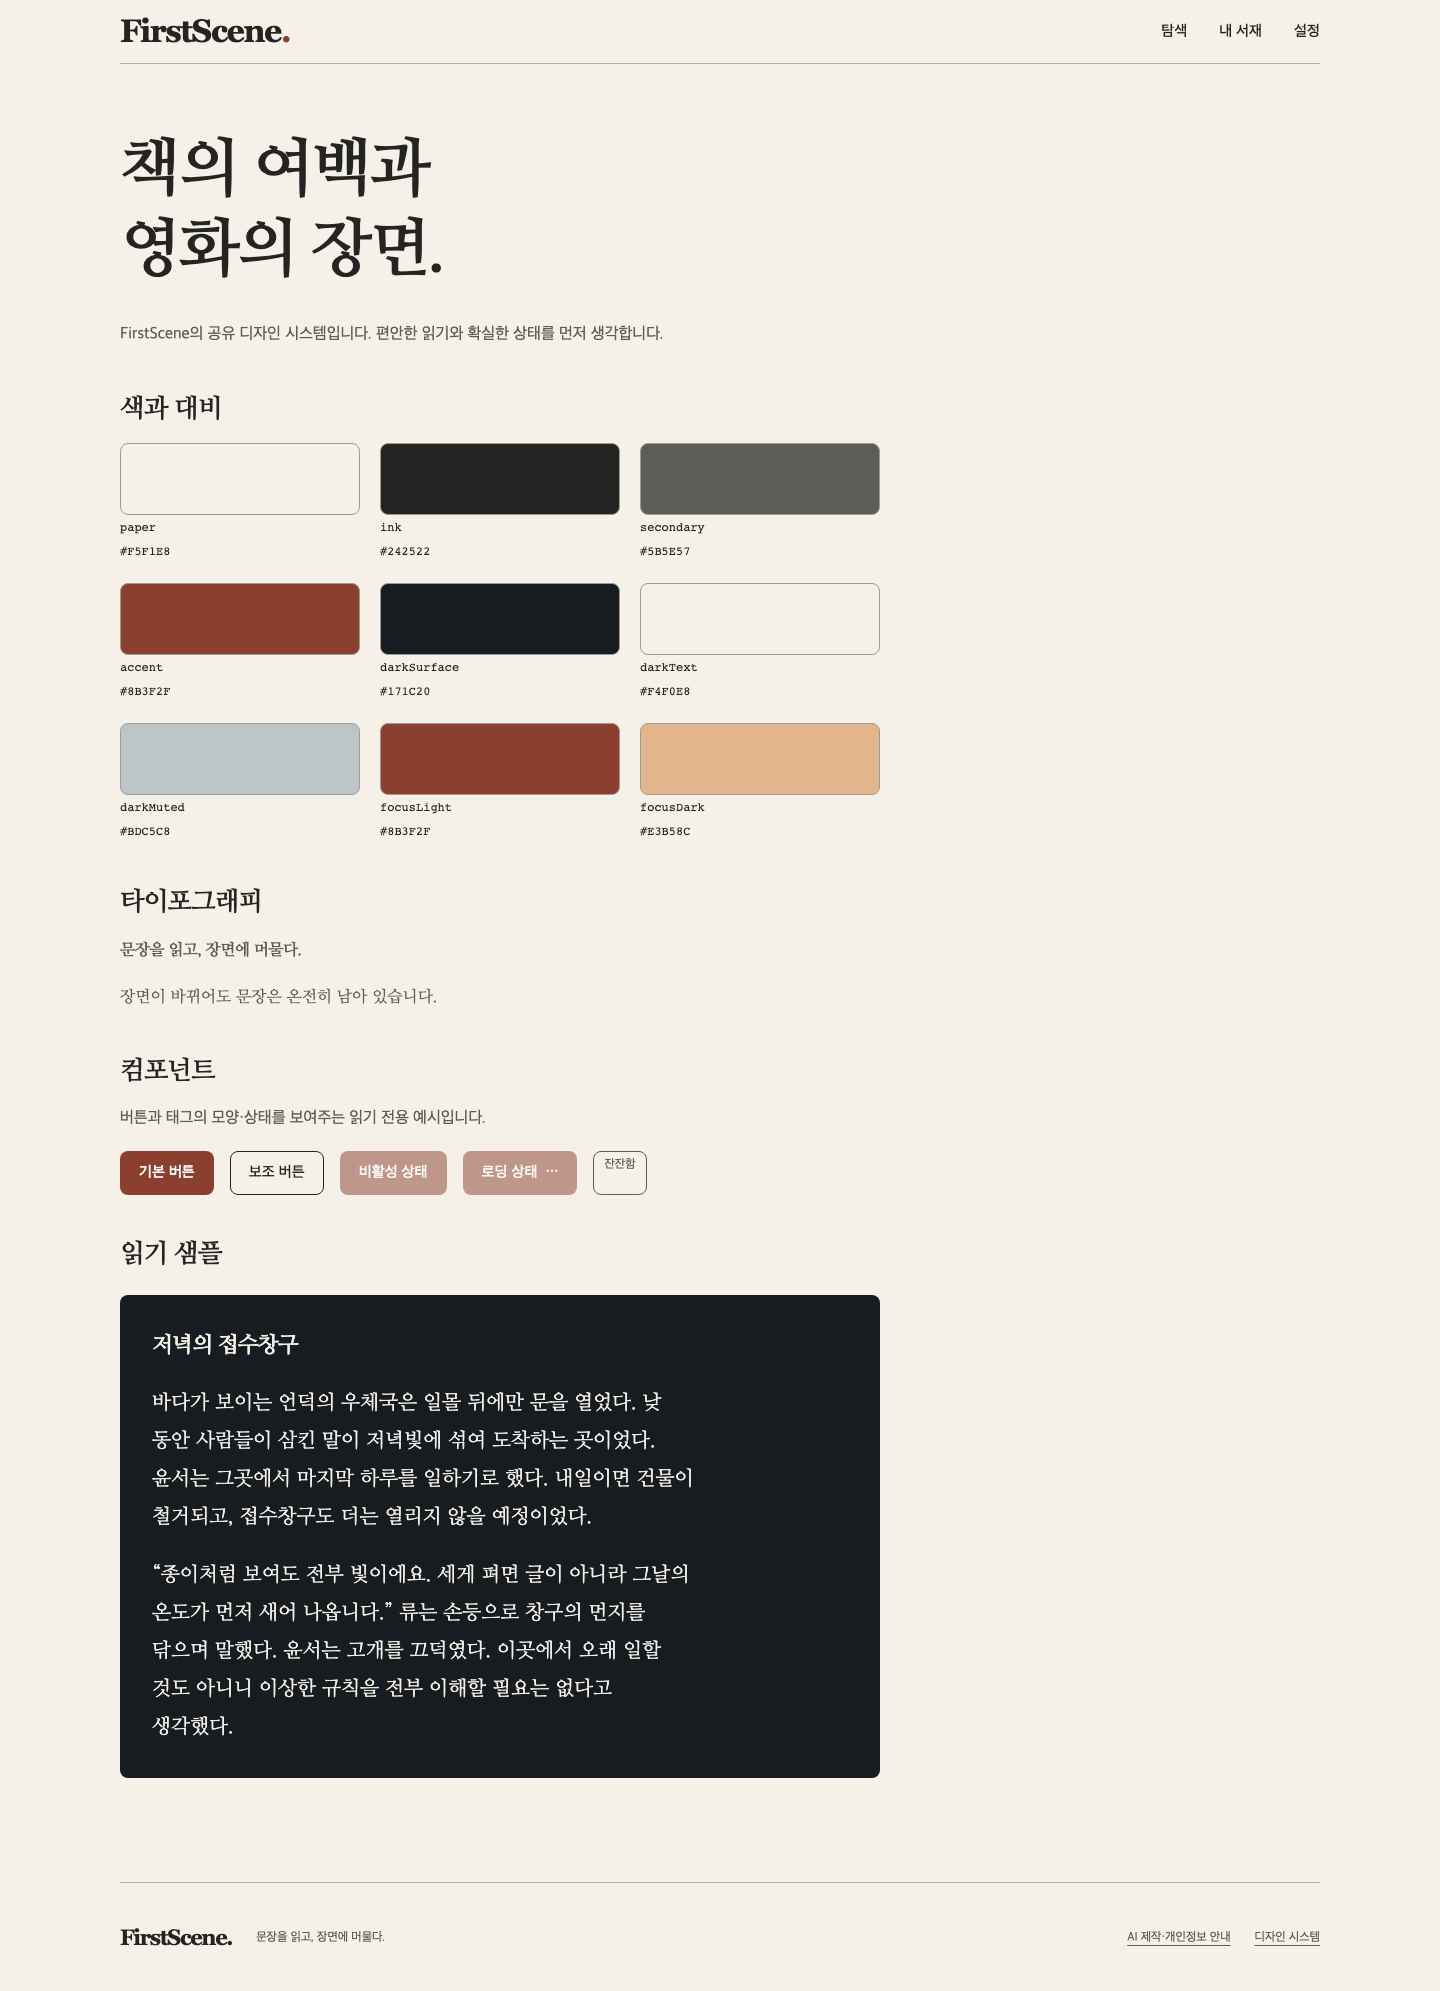 FirstScene.
탐색 내 서재 설정
책의 여백과
영화의 장면.
FirstScene의 공유 디자인 시스템입니다. 편안한 읽기와 확실한 상태를 먼저 생각합니다.
색과 대비
paper ink secondary
#F5F1E8 #242522 #5B5E57
accent darkSurface darkText
#8B3F2F #171C20 #F4F0E8
darkMuted focusLight focusDark
#BDC5C8 #8B3F2F #E3B58C
타이포그래피
문장을 읽고, 장면에 머물다.
장면이 바뀌어도 문장은 온전히 남아 있습니다.
컴포넌트
버튼과 태그의 모양·상태를 보여주는 읽기 전용 예시입니다.
기본 버튼 보조 버튼 비활성 상태 로딩 상태 ··· 잔잔함
읽기 샘플
저녁의 접수창구
바다가 보이는 언덕의 우체국은 일몰 뒤에만 문을 열었다. 낮
동안 사람들이 삼킨 말이 저녁빛에 섞여 도착하는 곳이었다.
윤서는 그곳에서 마지막 하루를 일하기로 했다. 내일이면 건물이
철거되고, 접수창구도 더는 열리지 않을 예정이었다.
“종이처럼 보여도 전부 빛이에요. 세게 펴면 글이 아니라 그날의
온도가 먼저 새어 나옵니다.” 류는 손등으로 창구의 먼지를
닦으며 말했다. 윤서는 고개를 끄덕였다. 이곳에서 오래 일할
것도 아니니 이상한 규칙을 전부 이해할 필요는 없다고
생각했다.
FirstScene. 문장을 읽고, 장면에 머물다.
AI 제작·개인정보 안내 디자인 시스템